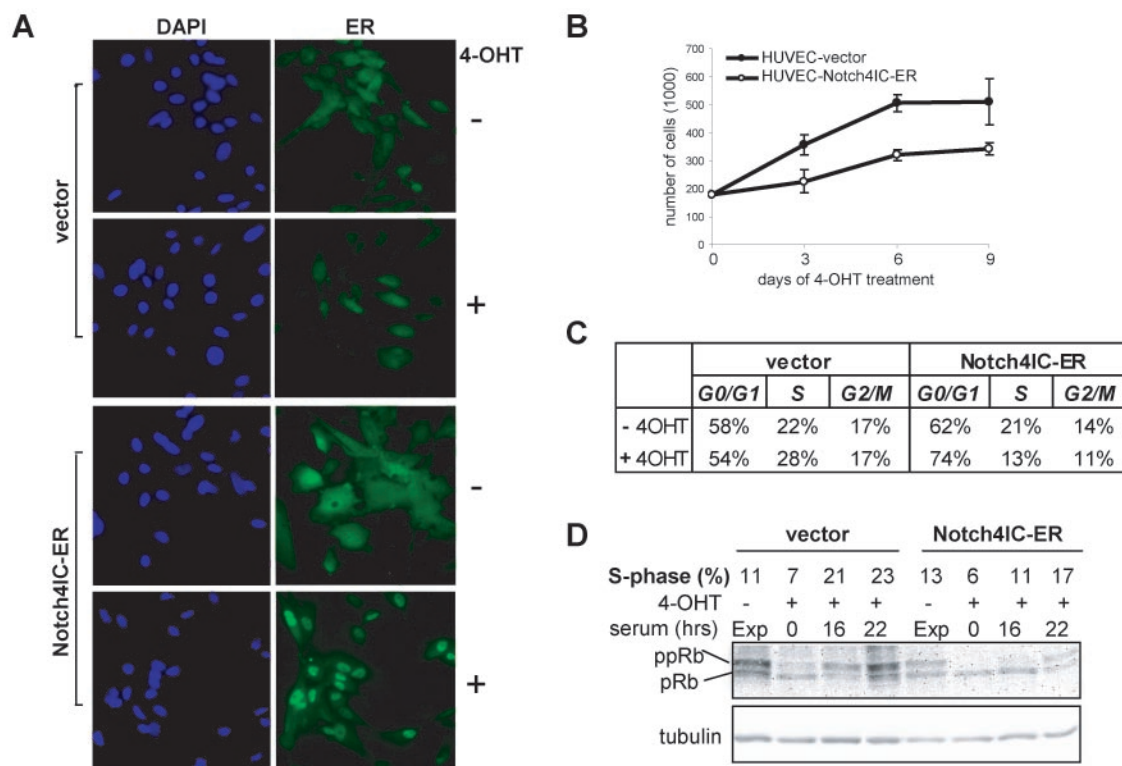 A
DAPI
ER
4-OHT
vector
-
+
Notch4IC-ER
-
+
B
number of cells (1000)
700
600
500
400
300
200
100
0
HUVEC-vector
HUVEC-Notch4IC-ER
0 3 6 9
days of 4-OHT treatment
C
vector Notch4IC-ER
G0/G1 S G2/M G0/G1 S G2/M
- 4OHT 58% 22% 17% 62% 21% 14%
+ 4OHT 54% 28% 17% 74% 13% 11%
D
vector Notch4IC-ER
S-phase (%) 11 7 21 23 13 6 11 17
4-OHT - + + + - + + +
serum (hrs) Exp 0 16 22 Exp 0 16 22
ppRb
pRb
tubulin